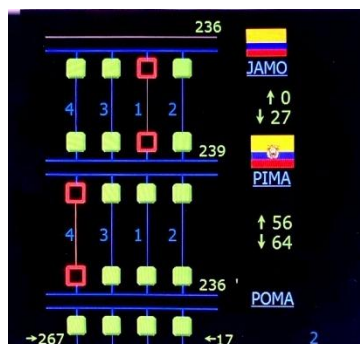 236
JAMO
4 3 1 2
↑ 0
↓ 27
239
PIMA
4 3 1 2
↑ 56
↓ 64
236
POMA
→267
←17
2